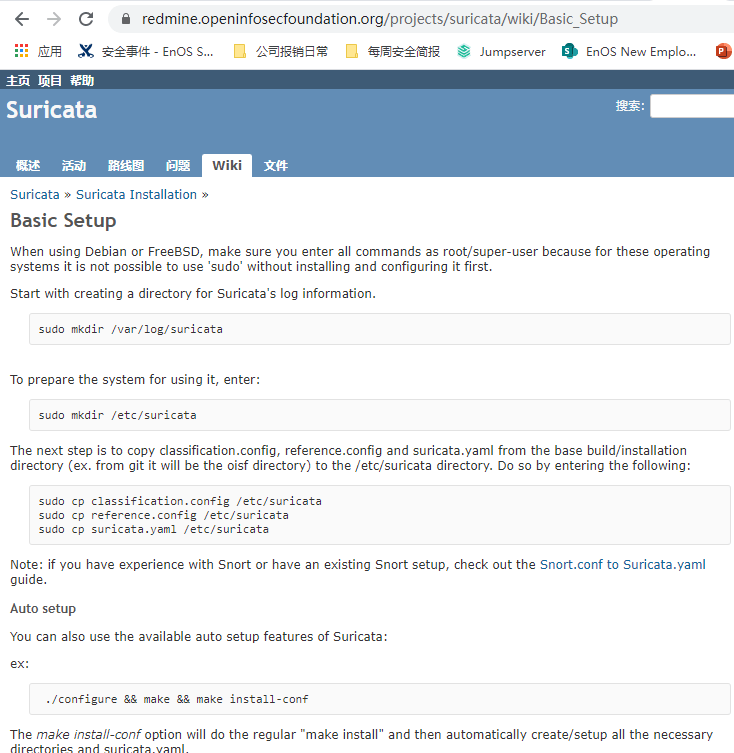 redmine.openinfosecfoundation.org/projects/suricata/wiki/Basic_Setup
应用 安全事件 - EnOS S... 公司报销日常 每周安全简报 Jumpserver EnOS New Emplo... P
主页 项目 帮助
Suricata 搜索:
概述 活动 路线图 问题 Wiki 文件
Suricata » Suricata Installation »
Basic Setup
When using Debian or FreeBSD, make sure you enter all commands as root/super-user because for these operating
systems it is not possible to use 'sudo' without installing and configuring it first.
Start with creating a directory for Suricata's log information.
sudo mkdir /var/log/suricata
To prepare the system for using it, enter:
sudo mkdir /etc/suricata
The next step is to copy classification.config, reference.config and suricata.yaml from the base build/installation
directory (ex. from git it will be the oisf directory) to the /etc/suricata directory. Do so by entering the following:
sudo cp classification.config /etc/suricata
sudo cp reference.config /etc/suricata
sudo cp suricata.yaml /etc/suricata
Note: if you have experience with Snort or have an existing Snort setup, check out the Snort.conf to Suricata.yaml
guide.
Auto setup
You can also use the available auto setup features of Suricata:
ex:
./configure && make && make install-conf
The make install-conf option will do the regular "make install" and then automatically create/setup all the necessary
directories and suricata.yaml.